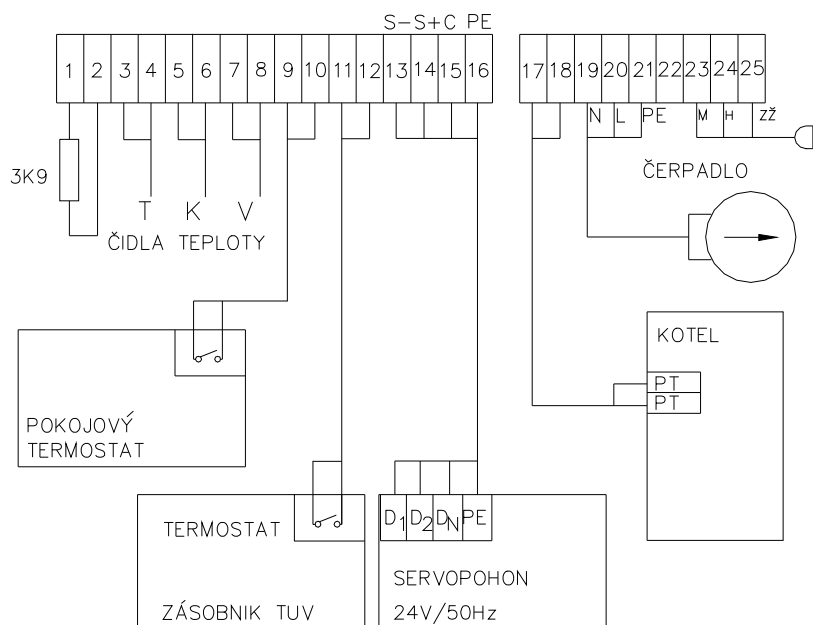 S- S+ C PE
1 2 3 4 5 6 7 8 9 10 11 12 13 14 15 16
17 18 19 20 21 22 23 24 25
N L PE M H ZŽ
3K9
T K V
ČIDLA TEPLOTY
ČERPADLO
KOTEL
PT
PT
POKOJOVÝ
TERMOSTAT
TERMOSTAT
D1 D2 DN PE
SERVOPOHON
24V/50Hz
ZÁSOBNIK TUV